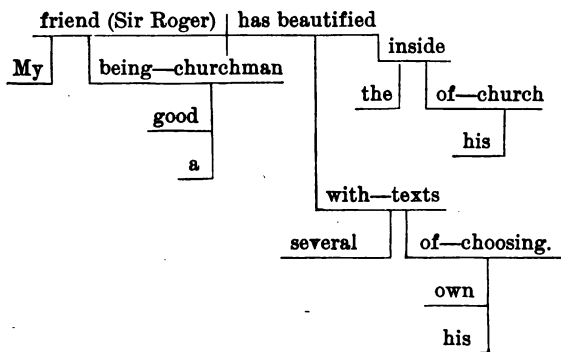 friend (Sir Roger) has beautified
inside
My being—churchman
the of—church
good
his
a
with—texts
several of—choosing.
own
his